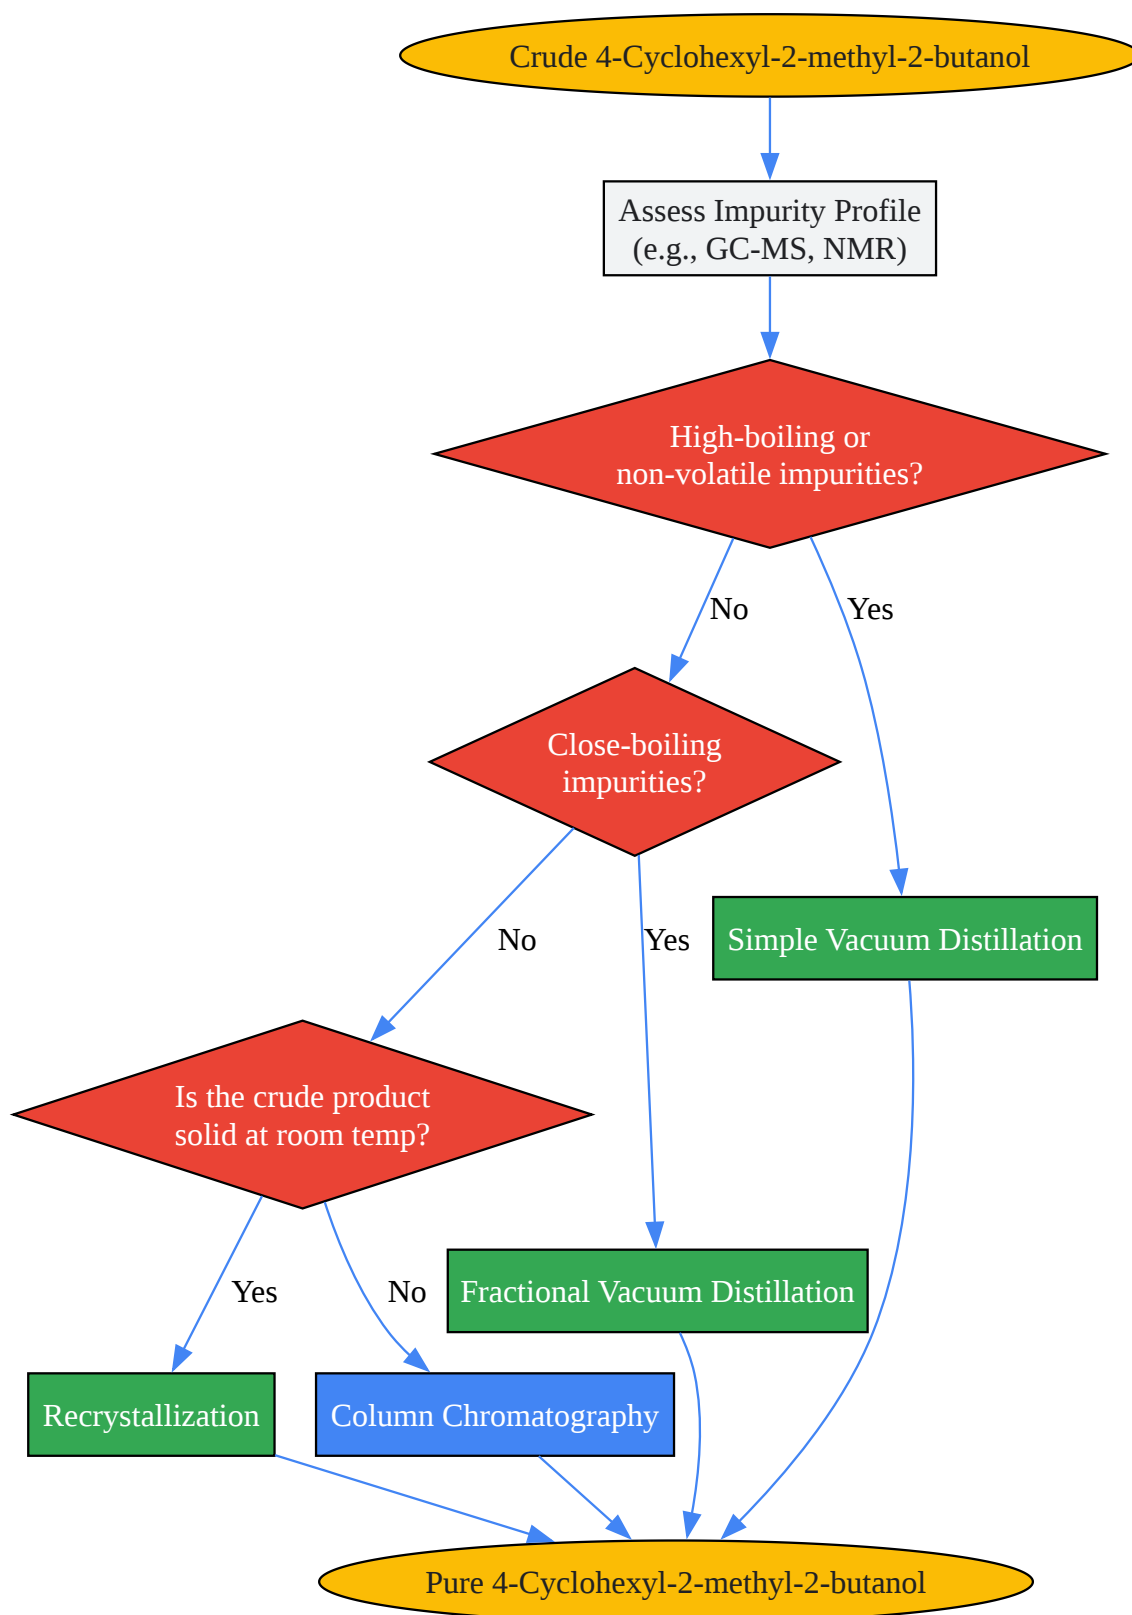 Crude 4-Cyclohexyl-2-methyl-2-butanol
Assess Impurity Profile
(e.g., GC-MS, NMR)
High-boiling or
non-volatile impurities?
No
Yes
Close-boiling
impurities?
No
Yes
Simple Vacuum Distillation
Is the crude product
solid at room temp?
Yes
No
Fractional Vacuum Distillation
Recrystallization
Column Chromatography
Pure 4-Cyclohexyl-2-methyl-2-butanol